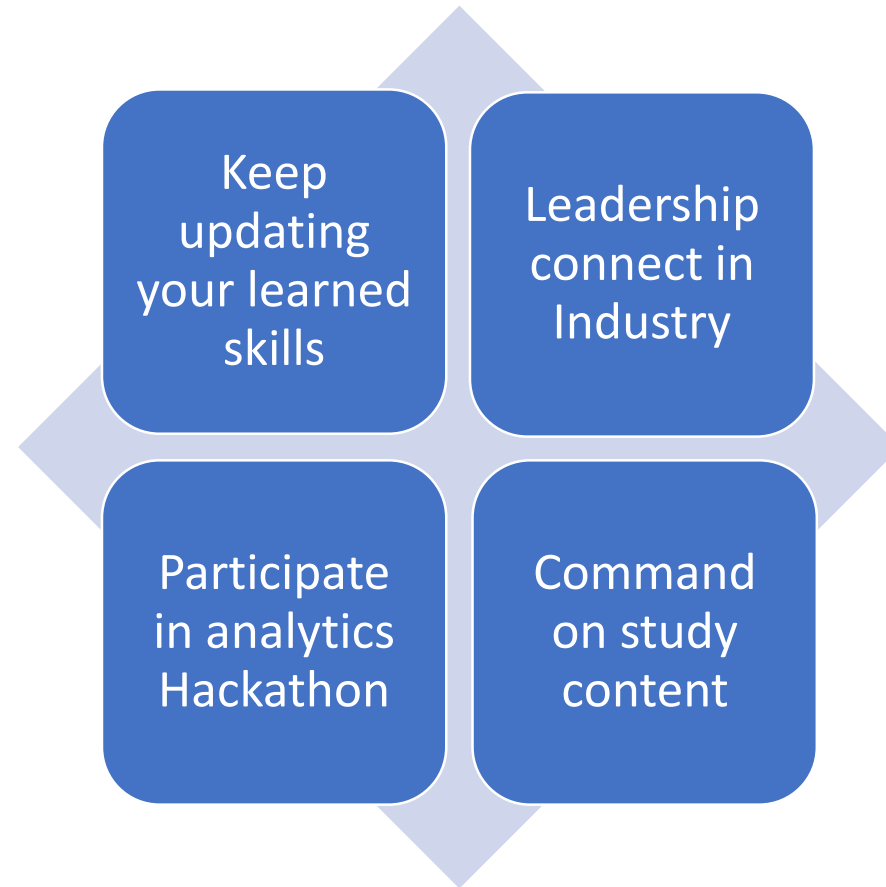 Keep
updating
your learned
skills
Leadership
connect in
Industry
Participate
in analytics
Hackathon
Command
on study
content